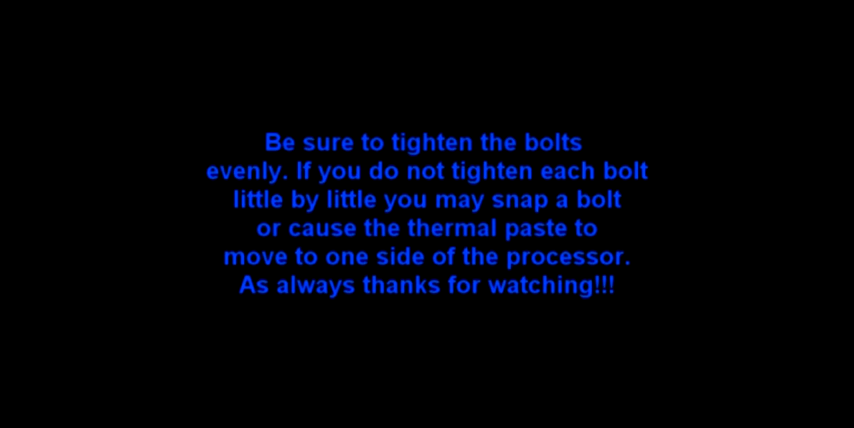 Be sure to tighten the bolts
evenly. If you do not tighten each bolt
little by little you may snap a bolt
or cause the thermal paste to
move to one side of the processor.
As always thanks for watching!!!